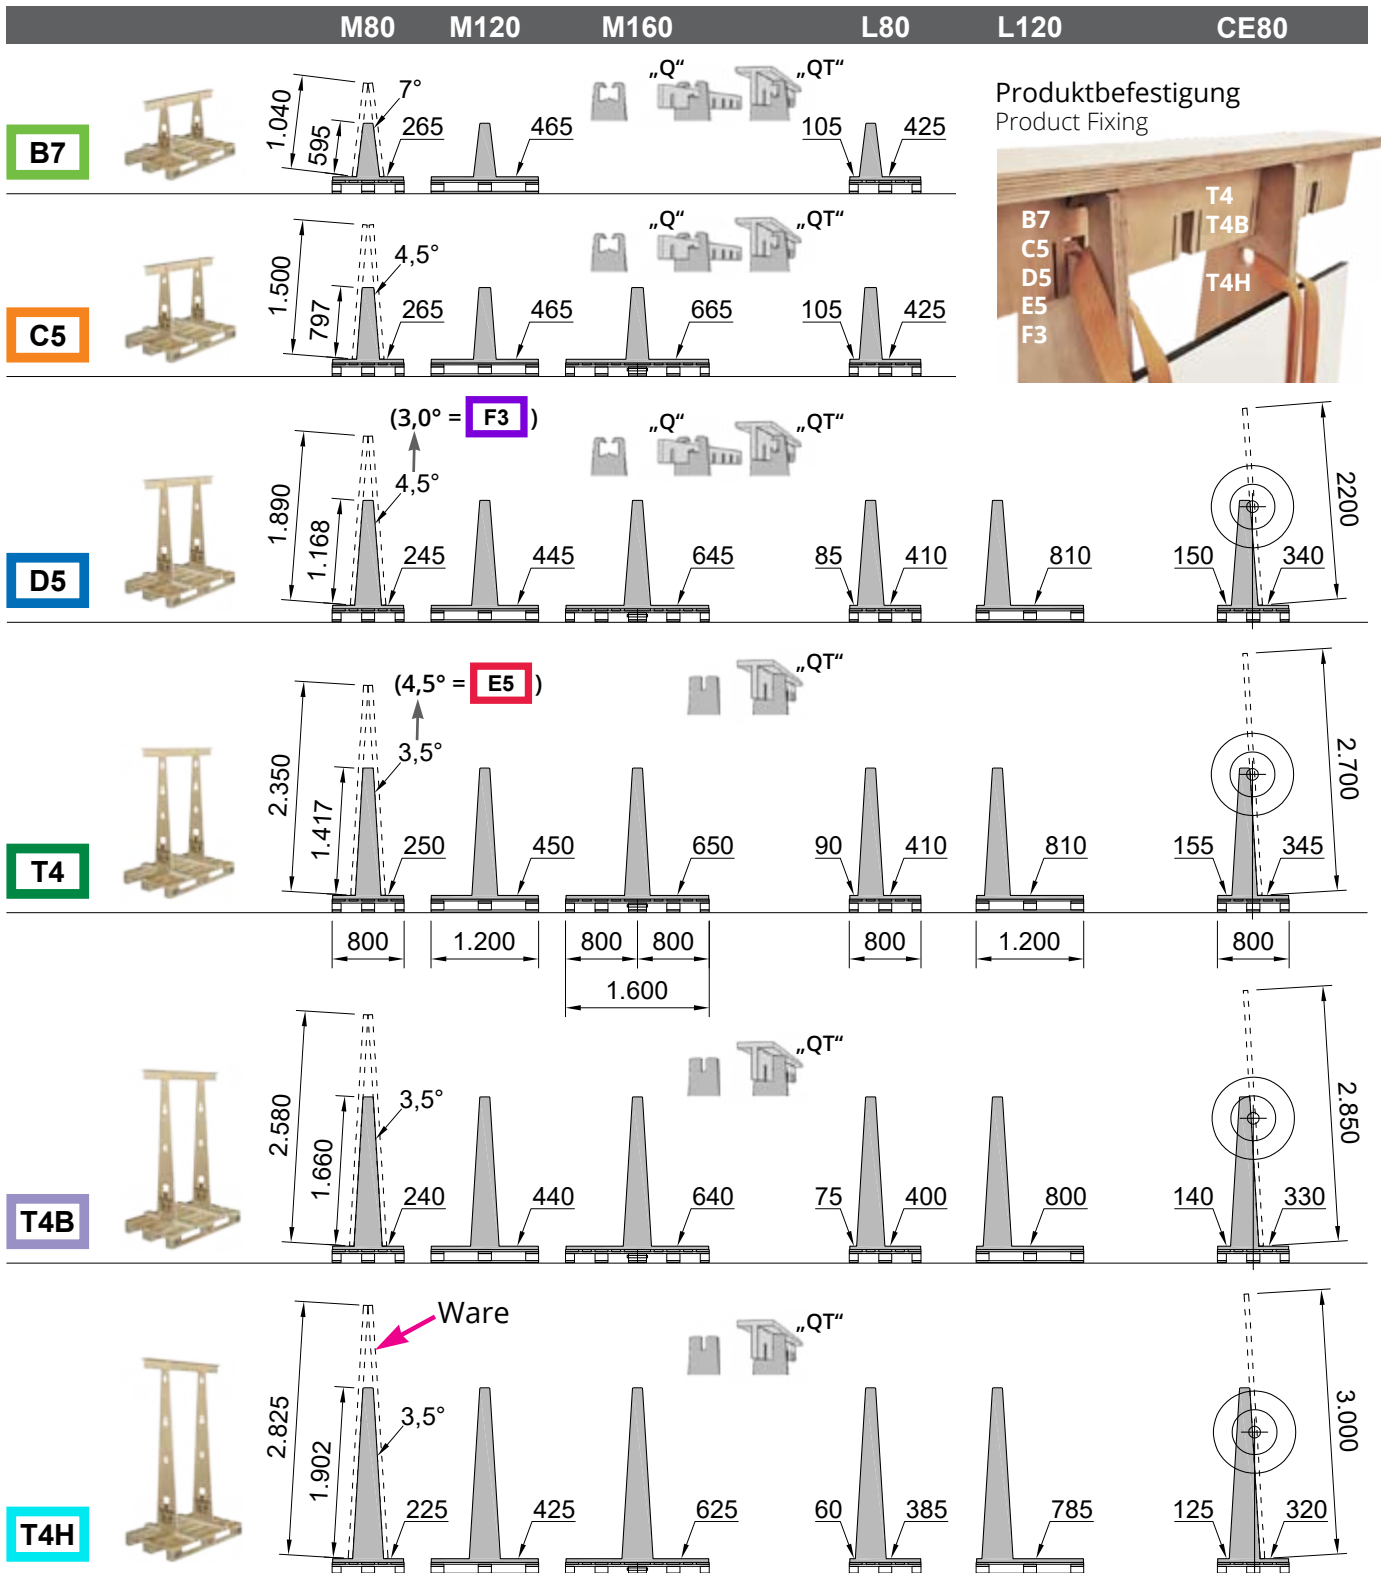 M80 M120 M160 L80 L120 CE80
B7
1.040
595
7°
265
465
„Q“
„QT“
105
425
Produktbefestigung
Product Fixing
B7
C5
D5
E5
F3
T4
T4B
T4H
C5
1.500
797
4,5°
265
465
665
„Q“
„QT“
105
425
D5
(3,0° = F3 )
1.890
1.168
4,5°
245
445
645
„Q“
„QT“
85
410
810
150
340
2200
T4
(4,5° = E5 )
2.350
1.417
3,5°
250
450
650
„QT“
90
410
810
155
345
2.700
800
1.200
800
800
1.600
800
1.200
800
T4B
2.580
1.660
3,5°
240
440
640
„QT“
75
400
800
140
330
2.850
T4H
Ware
2.825
1.902
3,5°
225
425
625
„QT“
60
385
785
125
320
3.000